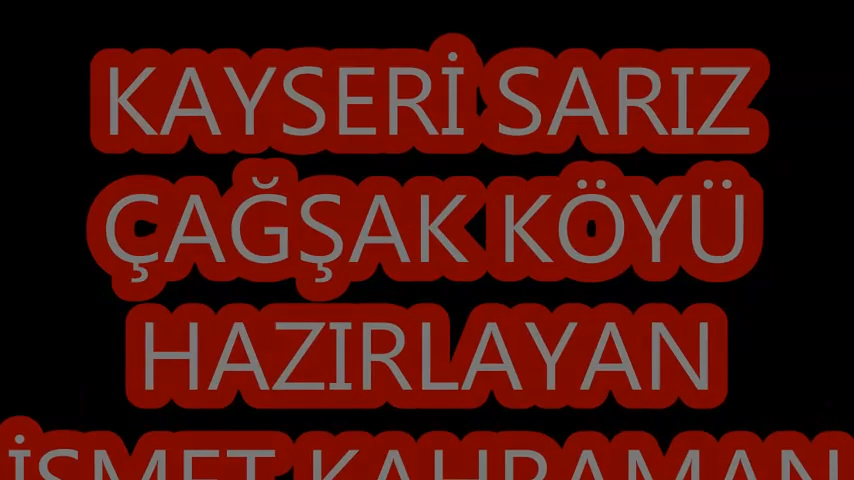 KAYSERİ SARIZ
ÇAĞŞAK KÖYÜ
HAZIRLAYAN
İSMET KAHRAMAN